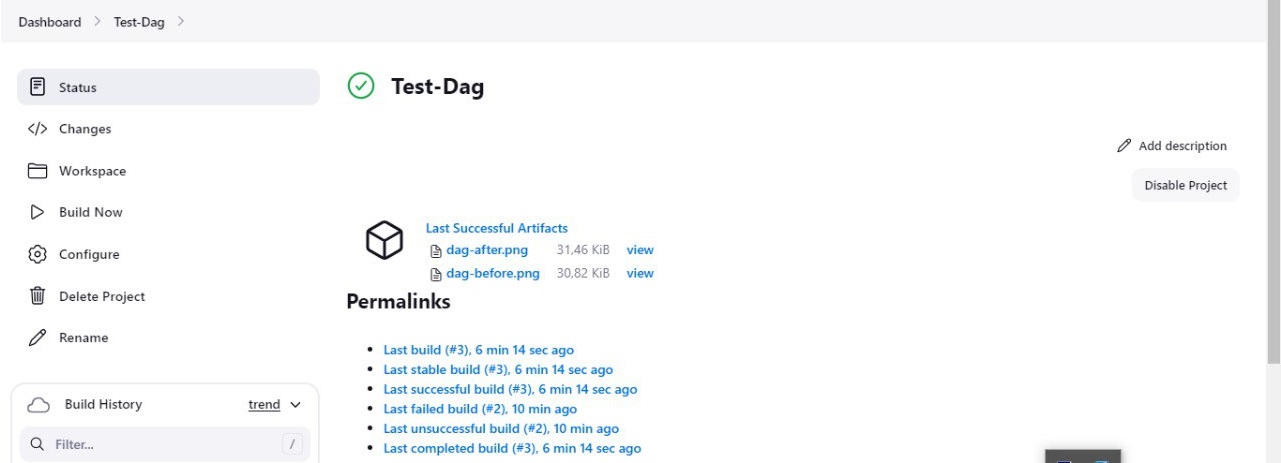 Dashboard > Test-Dag >
Status
Changes
Workspace
Build Now
Configure
Delete Project
Rename
Build History trend
Filter... /
Test-Dag
Add description
Disable Project
Last Successful Artifacts
dag-after.png 31,46 KiB view
dag-before.png 30,82 KiB view
Permalinks
Last build (#3), 6 min 14 sec ago
Last stable build (#3), 6 min 14 sec ago
Last successful build (#3), 6 min 14 sec ago
Last failed build (#2), 10 min ago
Last unsuccessful build (#2), 10 min ago
Last completed build (#3), 6 min 14 sec ago